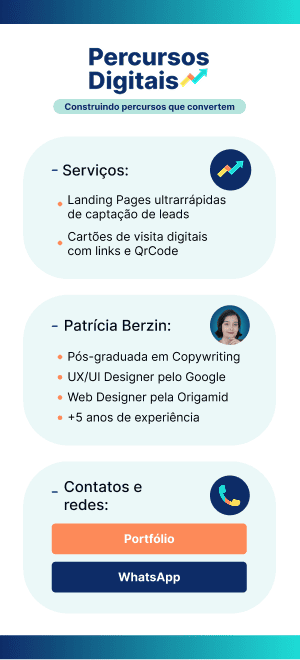 Percursos
Digitais
Construindo percursos que convertem
– Serviços:
• Landing Pages ultrarrápidas
de captação de leads
• Cartões de visita digitais
com links e QrCode
– Patrícia Berzin:
• Pós-graduada em Copywriting
• UX/UI Designer pelo Google
• Web Designer pela Origamid
• +5 anos de experiência
– Contatos e
redes:
Portfólio
WhatsApp